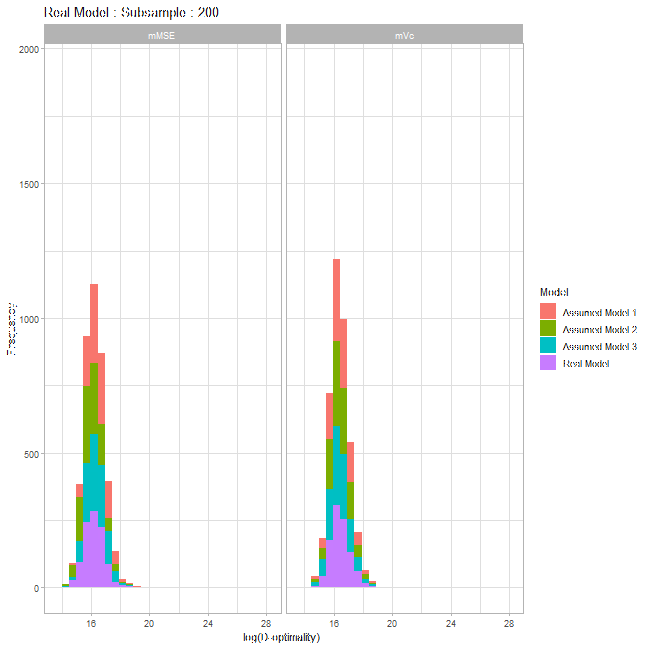 Real Model : Subsample : 200
mMSE
mVc
2000
1500
1000
500
0
Frequency
16
20
24
28
16
20
24
28
log(D-optimality)
Model
Assumed Model 1
Assumed Model 2
Assumed Model 3
Real Model